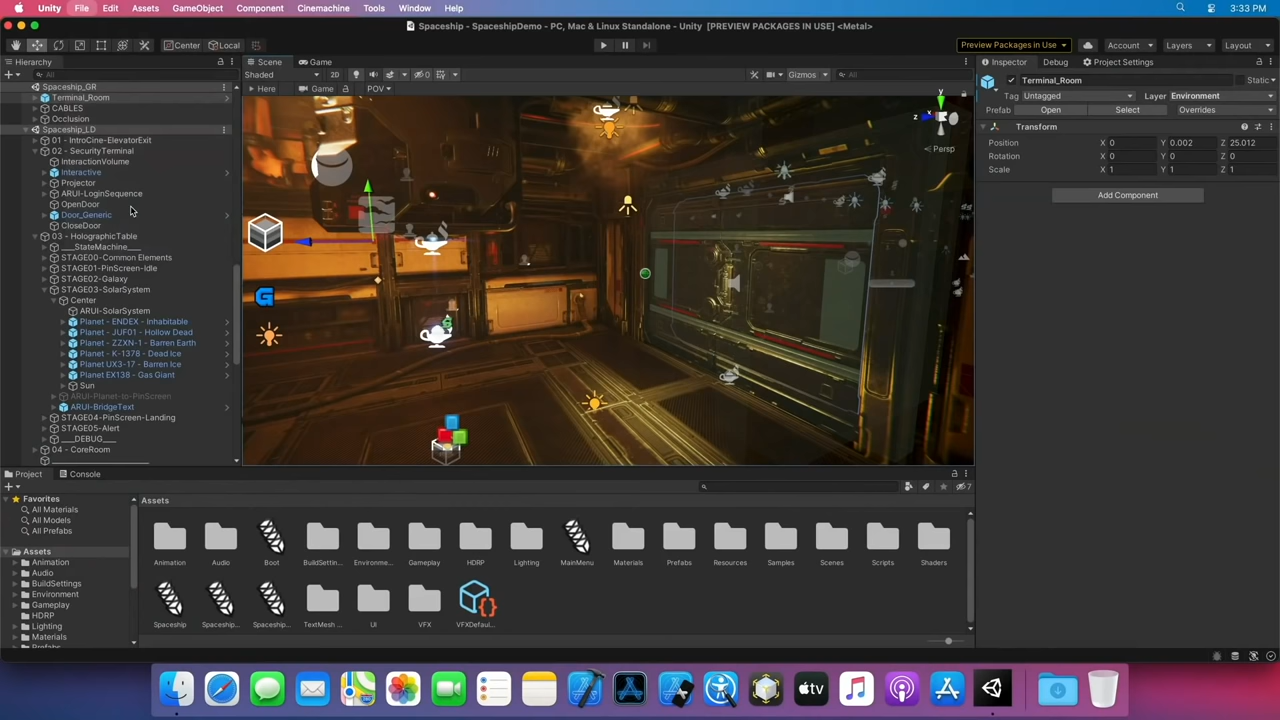 Unity File Edit Assets GameObject Component Cinemachine Tools Window Help 3:33 PM
Spaceship - SpaceshipDemo - PC, Mac & Linux Standalone - Unity [PREVIEW PACKAGES IN USE] <Metal>
Center Local Preview Packages in Use Account Layers Layout
Hierarchy
All
Spaceship_GR
Terminal_Room
CABLES
Occlusion
Spaceship_LD
01 - IntroCine-ElevatorExit
02 - SecurityTerminal
InteractionVolume
Interactive
Projector
ARUI-LoginSequence
OpenDoor
Door_Generic
CloseDoor
03 - HolographicTable
___StateMachine___
STAGE00-Common Elements
STAGE01-PinScreen-Idle
STAGE02-Galaxy
STAGE03-SolarSystem
Center
ARUI-SolarSystem
Planet - ENDEX - Inhabitable
Planet - JUF01 - Hollow Dead
Planet - ZZXN-1 - Barren Earth
Planet - K-1378 - Dead Ice
Planet UX3-17 - Barren Ice
Planet EX138 - Gas Giant
Sun
ARUI-Planet-to-PinScreen
ARUI-BridgeText
STAGE04-PinScreen-Landing
STAGE05-Alert
___DEBUG___
04 - CoreRoom
Scene Game
Shaded 2D 0 Gizmos All
Here Game POV
y
z x
Persp
Inspector Debug Project Settings
Terminal_Room Static
Tag Untagged Layer Environment
Prefab Open Select Overrides
Transform
Position X 0 Y 0.002 Z 25.012
Rotation X 0 Y 0 Z 0
Scale X 1 Y 1 Z 1
Add Component
Project Console
7
Favorites
All Materials
All Models
All Prefabs
Assets
Animation
Audio
BuildSettings
Environment
Gameplay
HDRP
Lighting
Materials
Assets
Animation Audio Boot BuildSettin... Environme... Gameplay HDRP Lighting MainMenu Materials Prefabs Resources Samples Scenes Scripts Shaders
Spaceship Spaceship... Spaceship... TextMesh ... UI VFX VFXDefaul...
tv